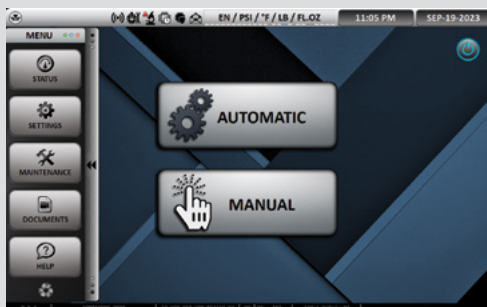 EN / PSI / °F / LB / FL.OZ
11:05 PM
SEP-19-2023
MENU
STATUS
SETTINGS
MAINTENANCE
DOCUMENTS
HELP
AUTOMATIC
MANUAL